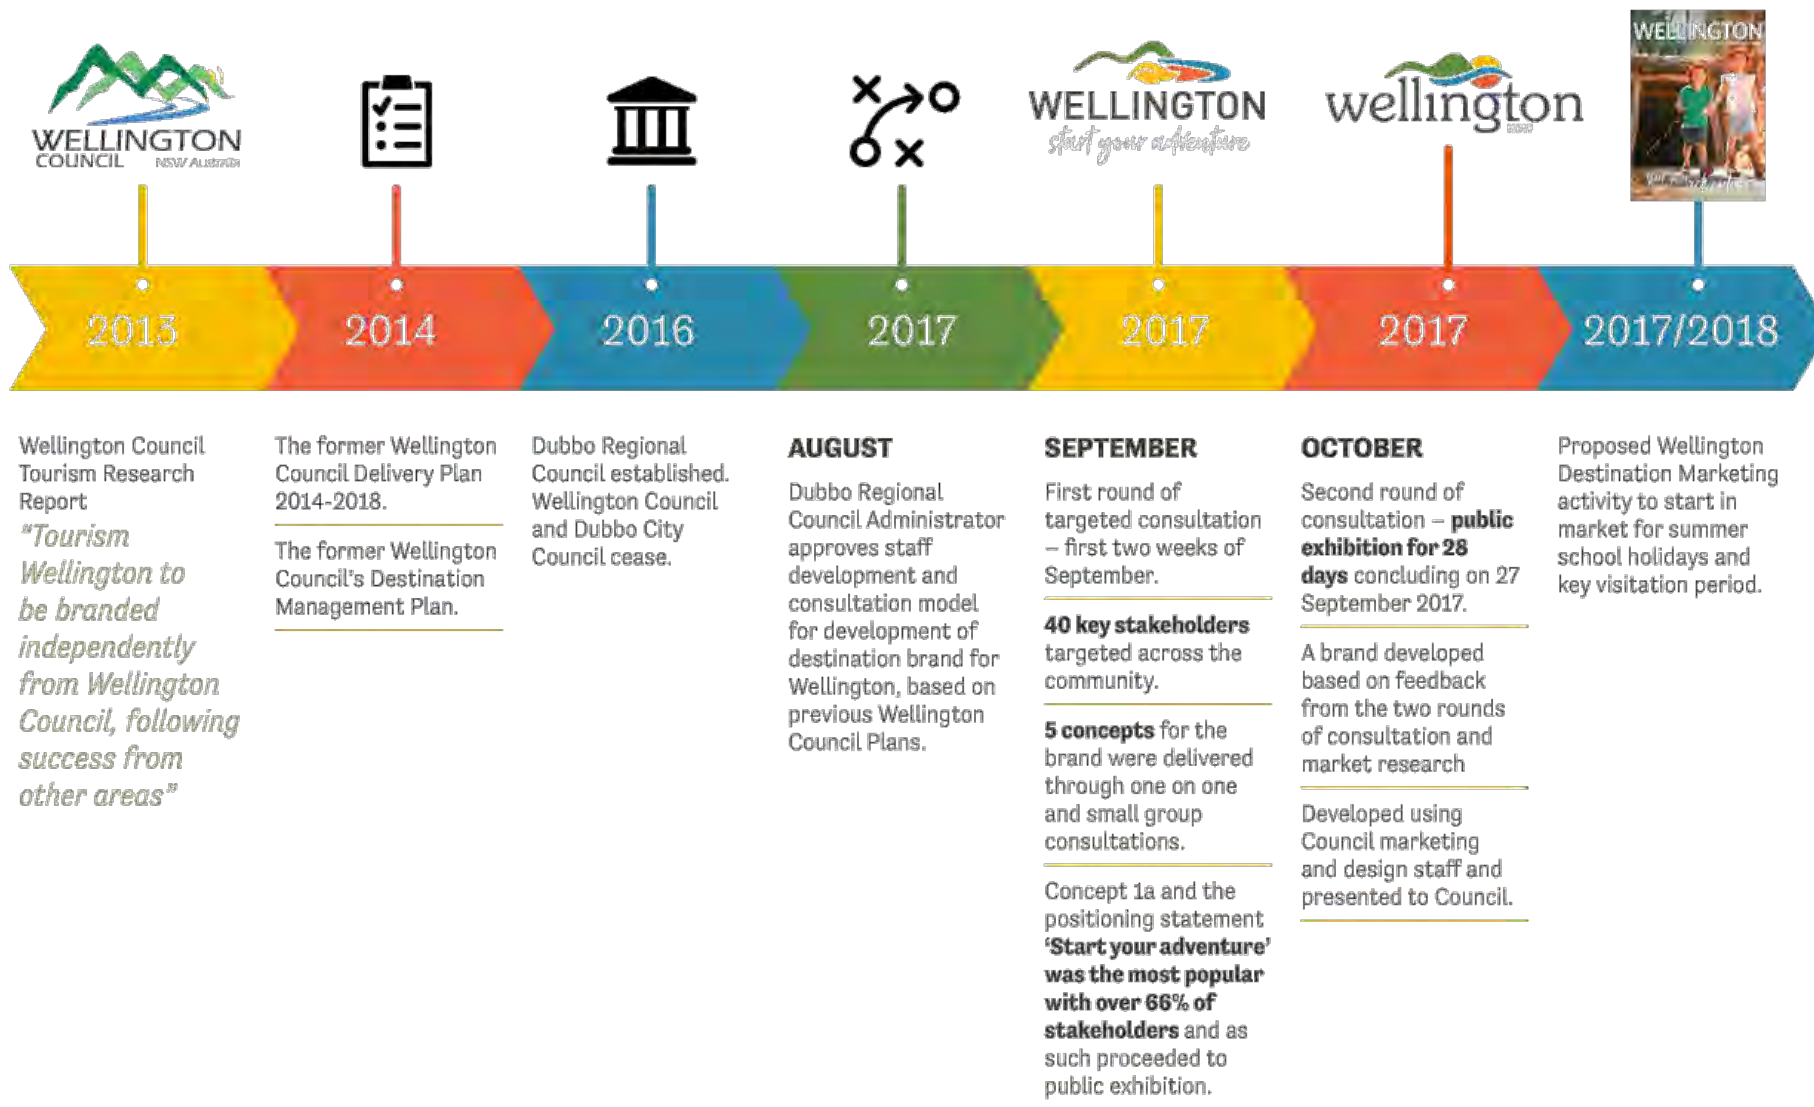 WELLINGTON
COUNCIL NSW Australia
WELLINGTON
start your adventure
wellington
WELLINGTON
2013
2014
2016
2017
2017
2017
2017/2018
Wellington Council
Tourism Research
Report
"Tourism
Wellington to
be branded
independently
from Wellington
Council, following
success from
other areas"
The former Wellington
Council Delivery Plan
2014-2018.
The former Wellington
Council's Destination
Management Plan.
Dubbo Regional
Council established.
Wellington Council
and Dubbo City
Council cease.
AUGUST
Dubbo Regional
Council Administrator
approves staff
development and
consultation model
for development of
destination brand for
Wellington, based on
previous Wellington
Council Plans.
SEPTEMBER
First round of
targeted consultation
– first two weeks of
September.
40 key stakeholders
targeted across the
community.
5 concepts for the
brand were delivered
through one on one
and small group
consultations.
Concept 1a and the
positioning statement
'Start your adventure'
was the most popular
with over 66% of
stakeholders and as
such proceeded to
public exhibition.
OCTOBER
Second round of
consultation – public
exhibition for 28
days concluding on 27
September 2017.
A brand developed
based on feedback
from the two rounds
of consultation and
market research
Developed using
Council marketing
and design staff and
presented to Council.
Proposed Wellington
Destination Marketing
activity to start in
market for summer
school holidays and
key visitation period.